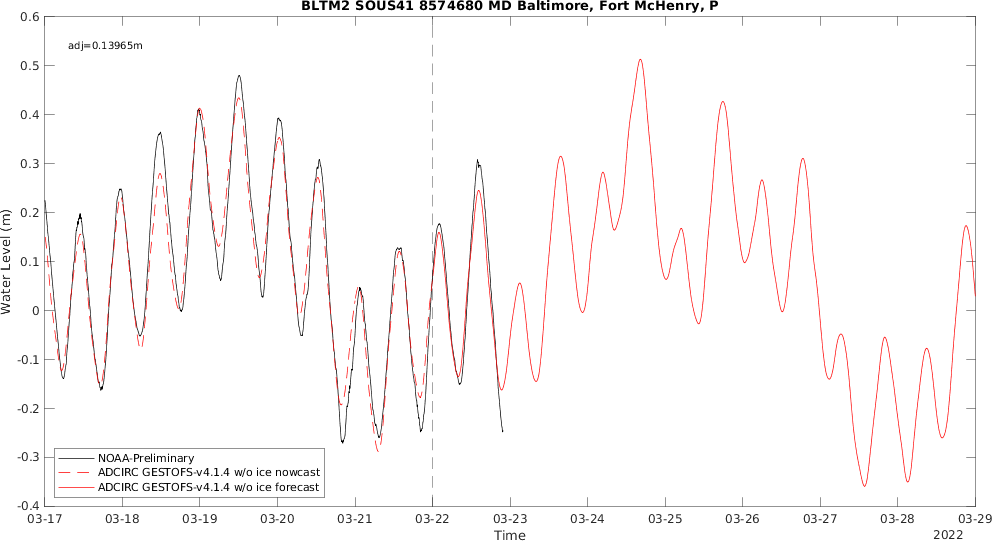 BLTM2 SOUS41 8574680 MD Baltimore, Fort McHenry, P
adj=0.13965m
Water Level (m)
0.6
0.5
0.4
0.3
0.2
0.1
0
-0.1
-0.2
-0.3
-0.4
NOAA-Preliminary
ADCIRC GESTOFS-v4.1.4 w/o ice nowcast
ADCIRC GESTOFS-v4.1.4 w/o ice forecast
03-17 03-18 03-19 03-20 03-21 03-22 03-23 03-24 03-25 03-26 03-27 03-28 03-29
Time
2022